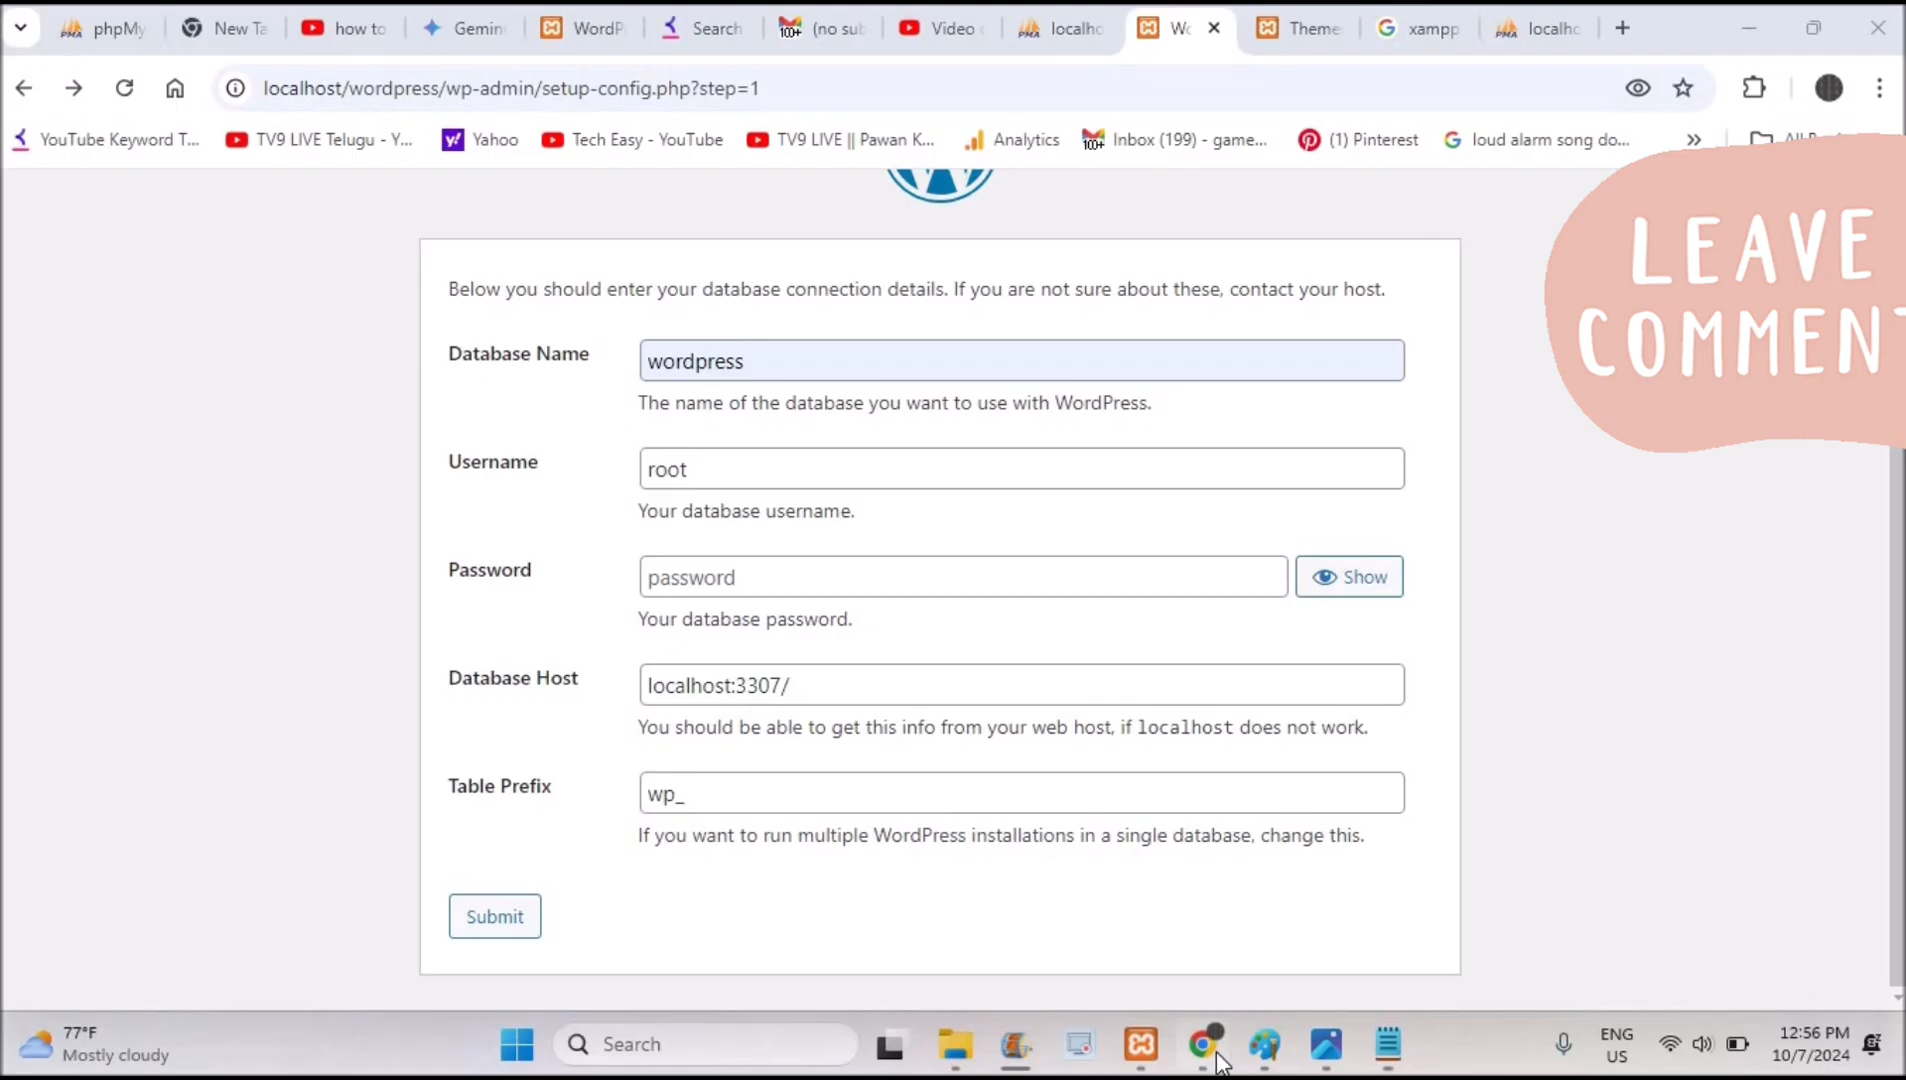 phpMy
New Ta
how to
Gemin
WordP
Search
(no sub
Video
localho
Wo
Theme
xampp
localho
localhost/wordpress/wp-admin/setup-config.php?step=1
YouTube Keyword T...
TV9 LIVE Telugu - Y...
Yahoo
Tech Easy - YouTube
TV9 LIVE || Pawan K...
Analytics
Inbox (199) - game...
(1) Pinterest
loud alarm song do...
LEAVE
COMMENT
Below you should enter your database connection details. If you are not sure about these, contact your host.
Database Name
wordpress
The name of the database you want to use with WordPress.
Username
root
Your database username.
Password
password
Show
Your database password.
Database Host
localhost:3307/
You should be able to get this info from your web host, if localhost does not work.
Table Prefix
wp_
If you want to run multiple WordPress installations in a single database, change this.
Submit
77°F
Mostly cloudy
Search
ENG
US
12:56 PM
10/7/2024